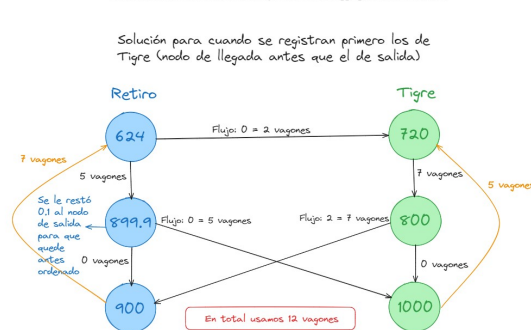 Solución para cuando se registran primero los de
Tigre (nodo de llegada antes que el de salida)
Retiro
Tigre
624
Flujo: 0 = 2 vagones
720
7 vagones
5 vagones
7 vagones
5 vagones
Se le restó
0,1 al nodo
de salida
para que
quede
antes
ordenado
899.9
Flujo: 0 = 5 vagones
Flujo: 2 = 7 vagones
800
0 vagones
0 vagones
900
1000
En total usamos 12 vagones